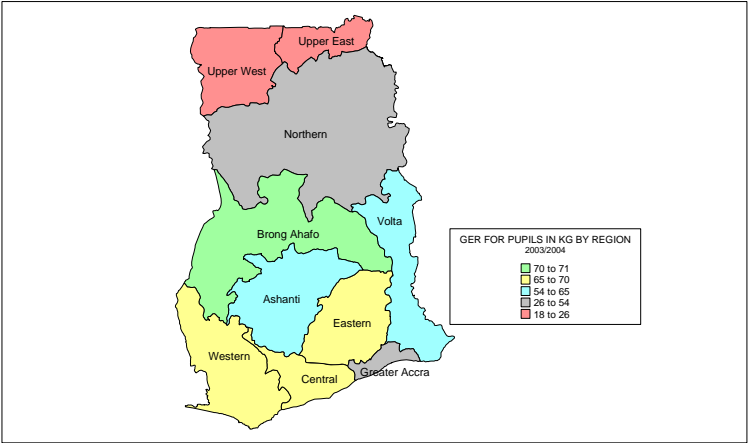 Upper East
Upper West
Northern
Volta
Brong Ahafo
GER FOR PUPILS IN KG BY REGION
2003/2004
70 to 71
65 to 70
54 to 65
26 to 54
18 to 26
Ashanti
Eastern
Western
Greater Accra
Central